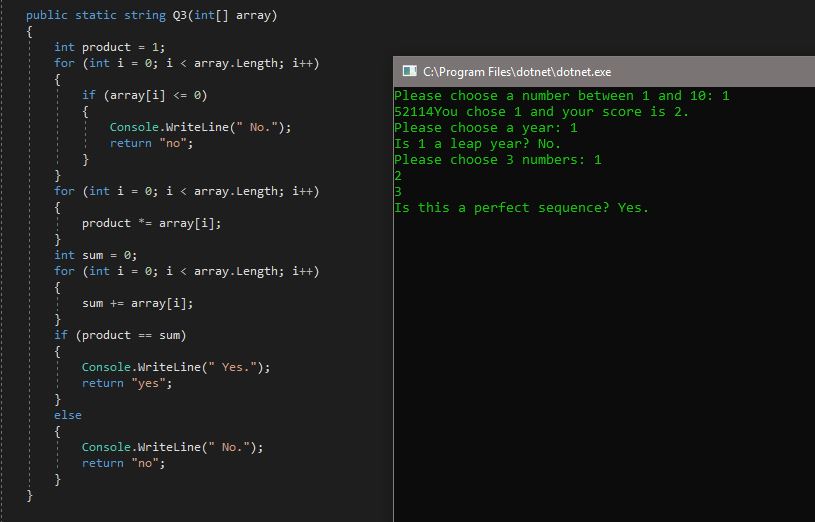 public static string Q3(int[] array)
{
int product = 1;
for (int i = 0; i < array.Length; i++)
{
if (array[i] <= 0)
{
Console.WriteLine(" No.");
return "no";
}
}
for (int i = 0; i < array.Length; i++)
{
product *= array[i];
}
int sum = 0;
for (int i = 0; i < array.Length; i++)
{
sum += array[i];
}
if (product == sum)
{
Console.WriteLine(" Yes.");
return "yes";
}
else
{
Console.WriteLine(" No.");
return "no";
}
}
C:\Program Files\dotnet\dotnet.exe
Please choose a number between 1 and 10: 1
52114You chose 1 and your score is 2.
Please choose a year: 1
Is 1 a leap year? No.
Please choose 3 numbers: 1
2
3
Is this a perfect sequence? Yes.